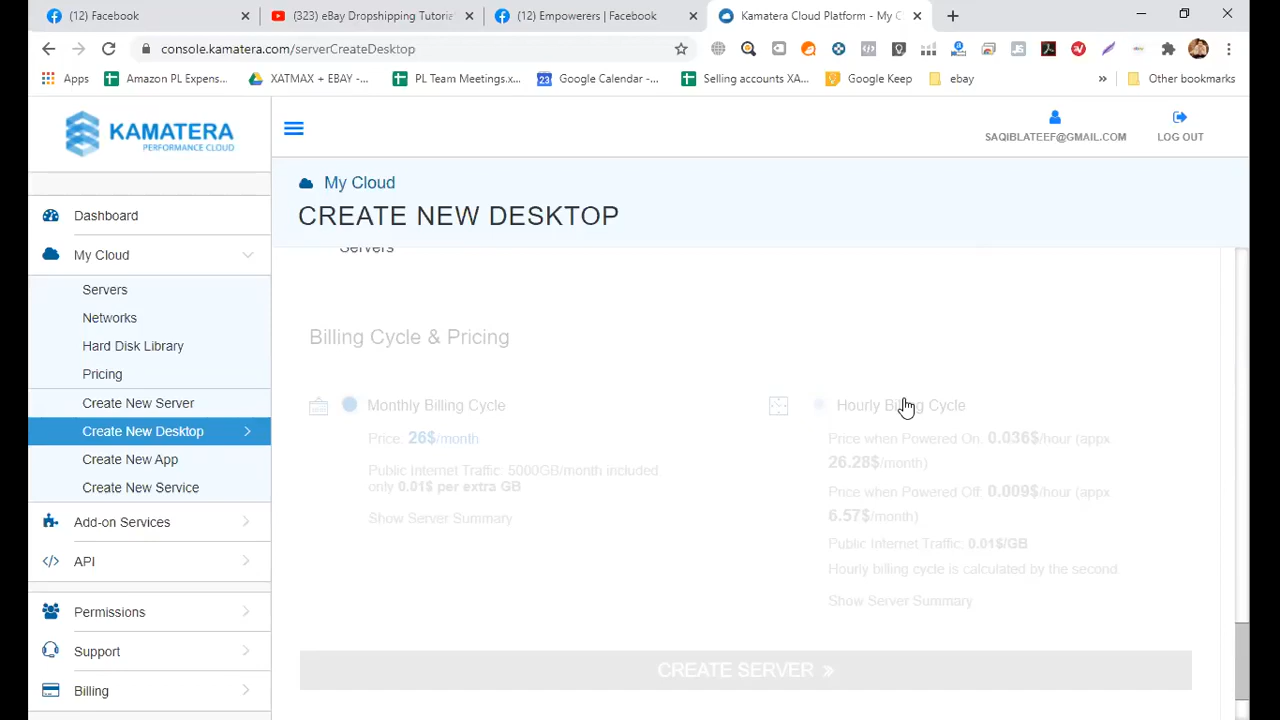 (12) Facebook
(323) eBay Dropshipping Tutoria
(12) Empowerers | Facebook
Kamatera Cloud Platform - My C
console.kamatera.com/serverCreateDesktop
Apps
Amazon PL Expens...
XATMAX + EBAY -...
PL Team Meetings.x...
23
Google Calendar -...
Selling accounts XA...
Google Keep
ebay
»
Other bookmarks
KAMATERA
PERFORMANCE CLOUD
SAQIBLATEEF@GMAIL.COM
LOG OUT
My Cloud
CREATE NEW DESKTOP
Dashboard
My Cloud
Servers
Networks
Hard Disk Library
Pricing
Create New Server
Create New Desktop
Create New App
Create New Service
Add-on Services
API
Permissions
Support
Billing
Servers
Billing Cycle & Pricing
Monthly Billing Cycle
Price: 26$/month
Public Internet Traffic: 5000GB/month included
only 0.01$ per extra GB
Show Server Summary
Hourly Billing Cycle
Price when Powered On: 0.036$/hour (appx
26.28$/month)
Price when Powered Off: 0.009$/hour (appx
6.57$/month)
Public Internet Traffic: 0.01$/GB
Hourly billing cycle is calculated by the second
Show Server Summary
CREATE SERVER »